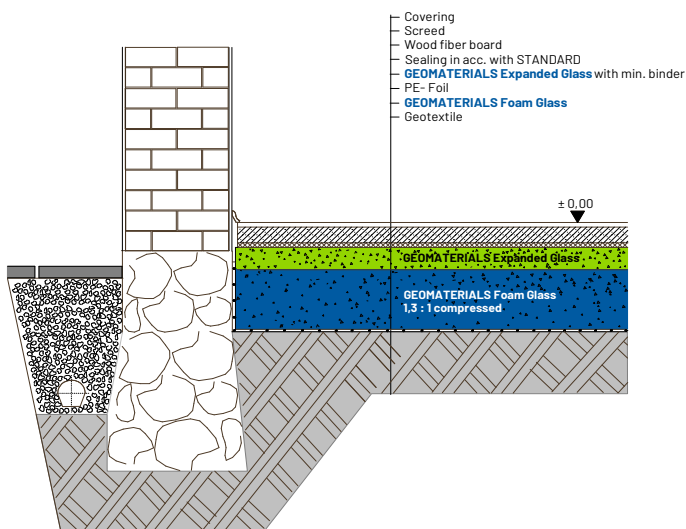 Covering
Screed
Wood fiber board
Sealing in acc. with STANDARD
GEOMATERIALS Expanded Glass with min. binder
PE- Foil
GEOMATERIALS Foam Glass
Geotextile
± 0,00
GEOMATERIALS Expanded Glass
GEOMATERIALS Foam Glass
1,3 : 1 compressed